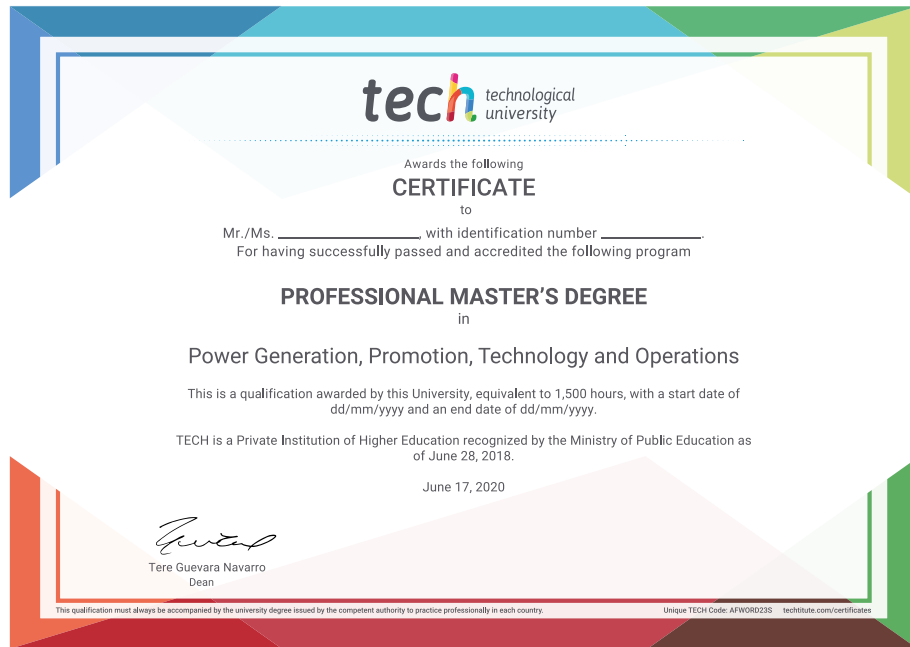 tech technological
university
Awards the following
CERTIFICATE
to
Mr./Ms. ____________________, with identification number ______________.
For having successfully passed and accredited the following program
PROFESSIONAL MASTER'S DEGREE
in
Power Generation, Promotion, Technology and Operations
This is a qualification awarded by this University, equivalent to 1,500 hours, with a start date of
dd/mm/yyyy and an end date of dd/mm/yyyy.
TECH is a Private Institution of Higher Education recognized by the Ministry of Public Education as
of June 28, 2018.
June 17, 2020
Tere Guevara Navarro
Dean
This qualification must always be accompanied by the university degree issued by the competent authority to practice professionally in each country. Unique TECH Code: AFWORD23S techtitute.com/certificates